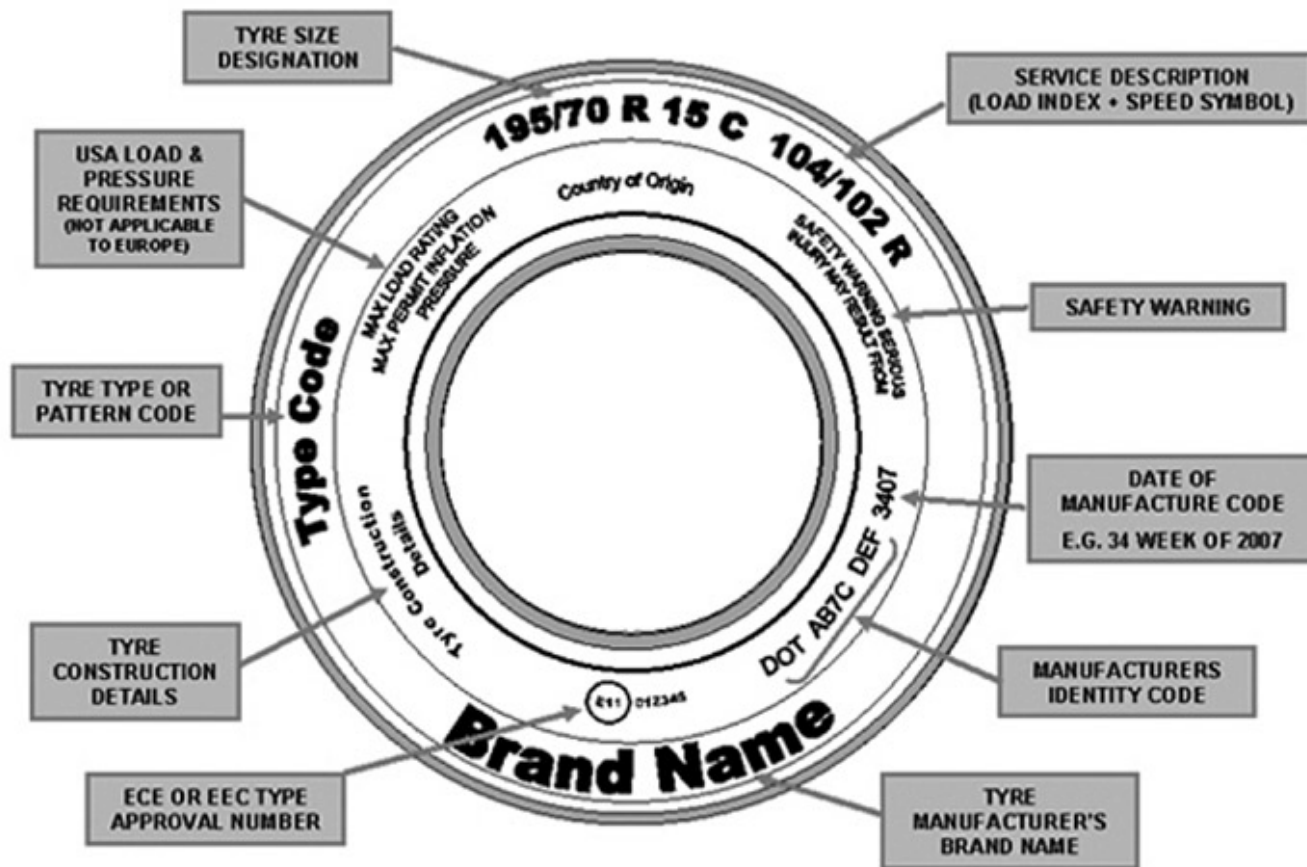 TYRE SIZE
DESIGNATION
SERVICE DESCRIPTION
(LOAD INDEX + SPEED SYMBOL)
195/70 R 15 C 104/102 R
USA LOAD &
PRESSURE
REQUIREMENTS
(NOT APPLICABLE
TO EUROPE)
Country of Origin
MAX LOAD RATING
MAX PERMIT INFLATION
PRESSURE
SAFETY WARNING SERIOUS
INJURY MAY RESULT FROM
SAFETY WARNING
TYRE TYPE OR
PATTERN CODE
Type Code
DATE OF
MANUFACTURE CODE
E.G. 34 WEEK OF 2007
Tyre Construction
Details
DOT AB7C DEF 3407
TYRE
CONSTRUCTION
DETAILS
MANUFACTURERS
IDENTITY CODE
E11 012345
Brand Name
ECE OR EEC TYPE
APPROVAL NUMBER
TYRE
MANUFACTURER'S
BRAND NAME